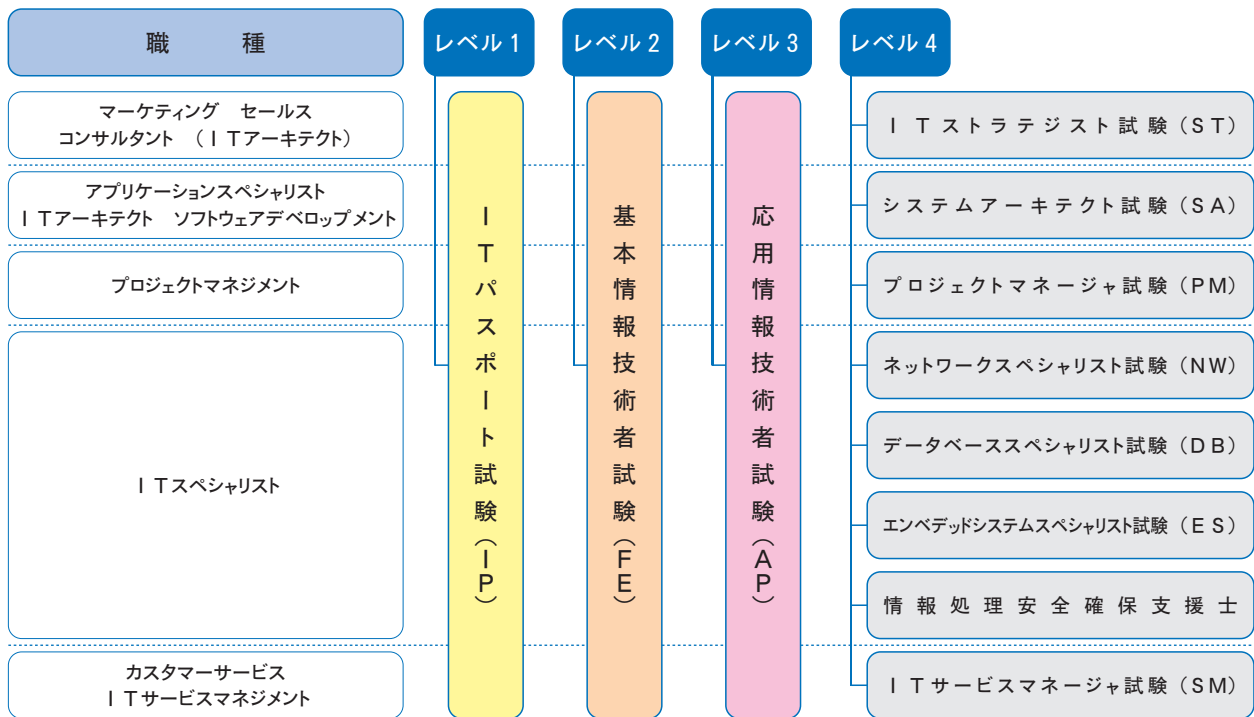 職種
レベル1
レベル2
レベル3
レベル4
マーケティング セールス
コンサルタント (ITアーキテクト)
アプリケーションスペシャリスト
ITアーキテクト ソフトウェアデベロップメント
プロジェクトマネジメント
ITスペシャリスト
カスタマーサービス
ITサービスマネジメント
ITパスポート試験(IP)
基本情報技術者試験(FE)
応用情報技術者試験(AP)
ITストラテジスト試験(ST)
システムアーキテクト試験(SA)
プロジェクトマネージャ試験(PM)
ネットワークスペシャリスト試験(NW)
データベーススペシャリスト試験(DB)
エンベデッドシステムスペシャリスト試験(ES)
情報処理安全確保支援士
ITサービスマネージャ試験(SM)